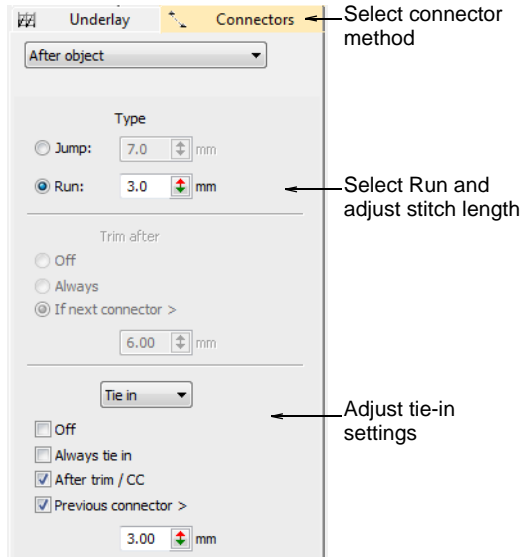 Underlay
Connectors
Select connector
method
After object
Type
Jump: 7.0 mm
Run: 3.0 mm
Select Run and
adjust stitch length
Trim after
Off
Always
If next connector >
6.00 mm
Tie in
Adjust tie-in
settings
Off
Always tie in
After trim / CC
Previous connector >
3.00 mm